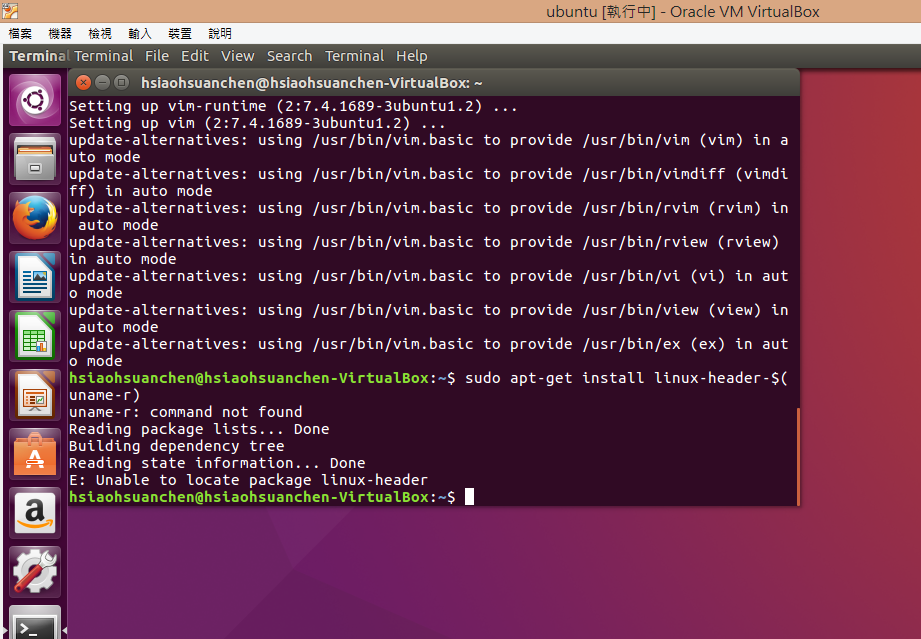 ubuntu [執行中] - Oracle VM VirtualBox
檔案 機器 檢視 輸入 裝置 說明
Terminal Terminal File Edit View Search Terminal Help
hsiaohsuanchen@hsiaohsuanchen-VirtualBox: ~
Setting up vim-runtime (2:7.4.1689-3ubuntu1.2) ...
Setting up vim (2:7.4.1689-3ubuntu1.2) ...
update-alternatives: using /usr/bin/vim.basic to provide /usr/bin/vim (vim) in a
uto mode
update-alternatives: using /usr/bin/vim.basic to provide /usr/bin/vimdiff (vimdi
ff) in auto mode
update-alternatives: using /usr/bin/vim.basic to provide /usr/bin/rvim (rvim) in
 auto mode
update-alternatives: using /usr/bin/vim.basic to provide /usr/bin/rview (rview)
in auto mode
update-alternatives: using /usr/bin/vim.basic to provide /usr/bin/vi (vi) in aut
o mode
update-alternatives: using /usr/bin/vim.basic to provide /usr/bin/view (view) in
 auto mode
update-alternatives: using /usr/bin/vim.basic to provide /usr/bin/ex (ex) in aut
o mode
hsiaohsuanchen@hsiaohsuanchen-VirtualBox:~$ sudo apt-get install linux-header-$(
uname-r)
uname-r: command not found
Reading package lists... Done
Building dependency tree
Reading state information... Done
E: Unable to locate package linux-header
hsiaohsuanchen@hsiaohsuanchen-VirtualBox:~$